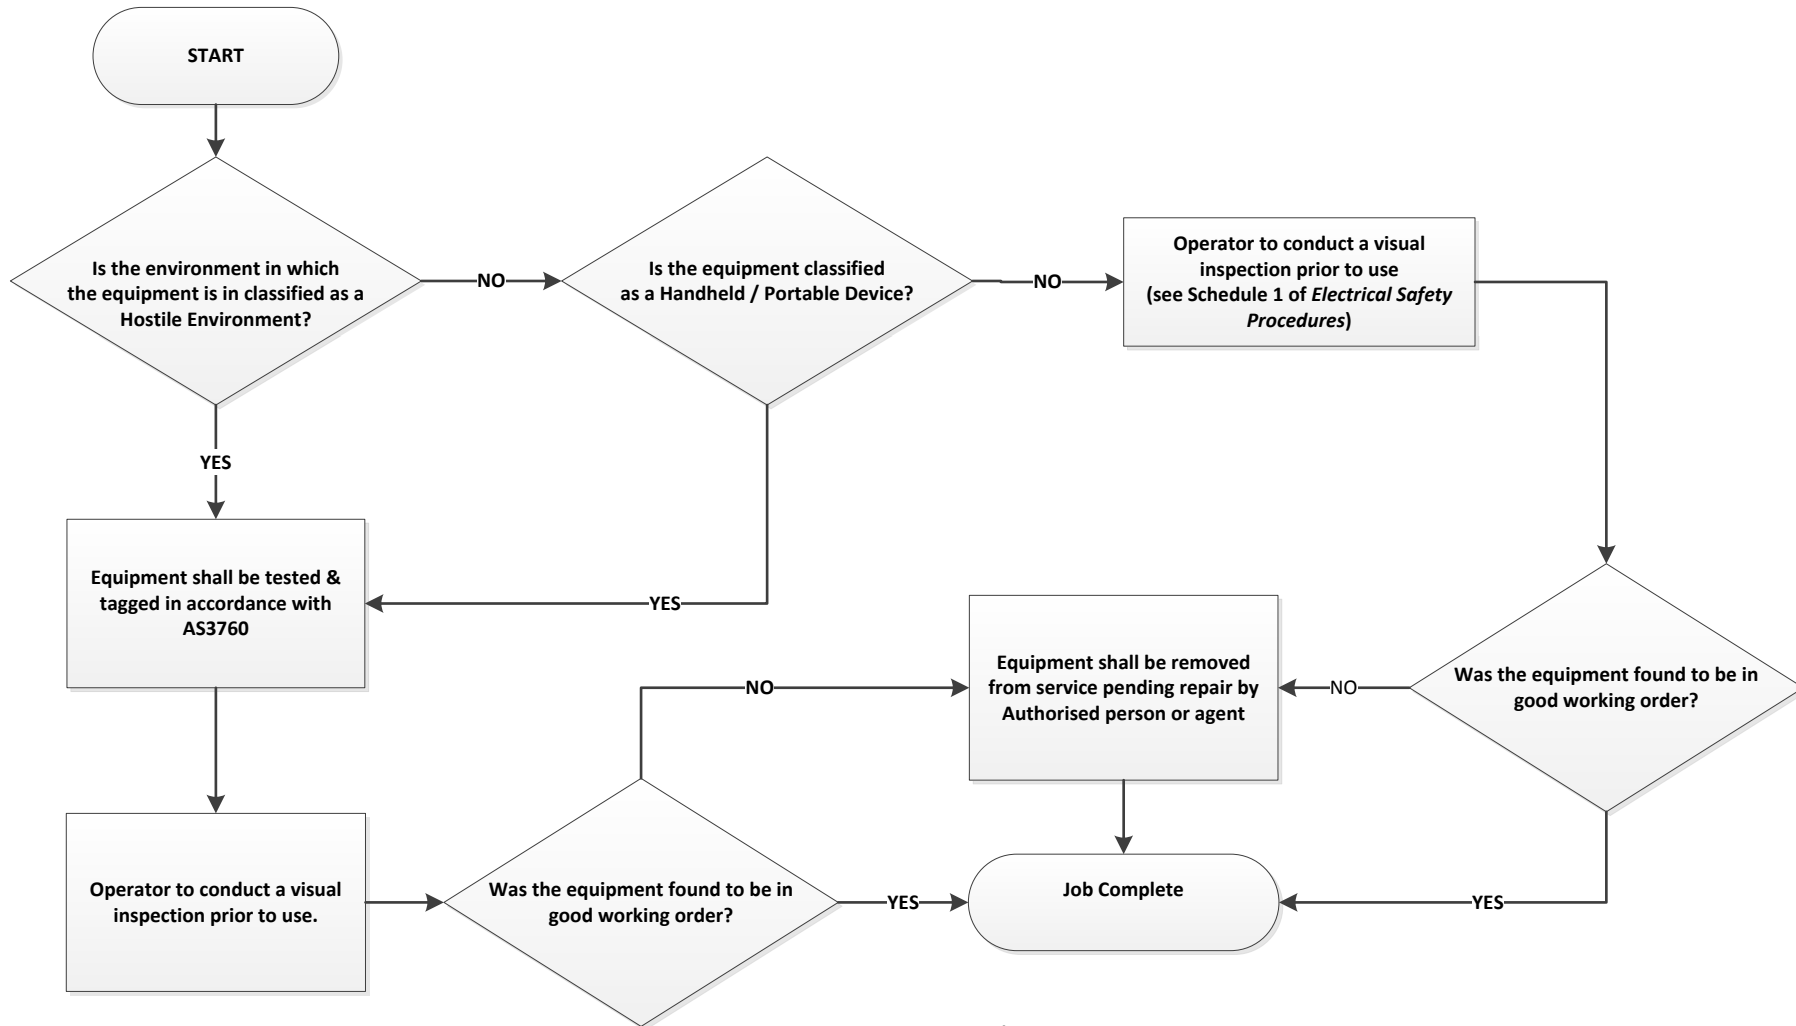 START
Is the environment in which
the equipment is in classified as a
Hostile Environment?
NO
Is the equipment classified
as a Handheld / Portable Device?
NO
Operator to conduct a visual
inspection prior to use
(see Schedule 1 of Electrical Safety
Procedures)
YES
Equipment shall be tested &
tagged in accordance with
AS3760
YES
Equipment shall be removed
from service pending repair by
Authorised person or agent
NO
NO
Was the equipment found to be in
good working order?
Operator to conduct a visual
inspection prior to use.
Was the equipment found to be in
good working order?
YES
Job Complete
YES